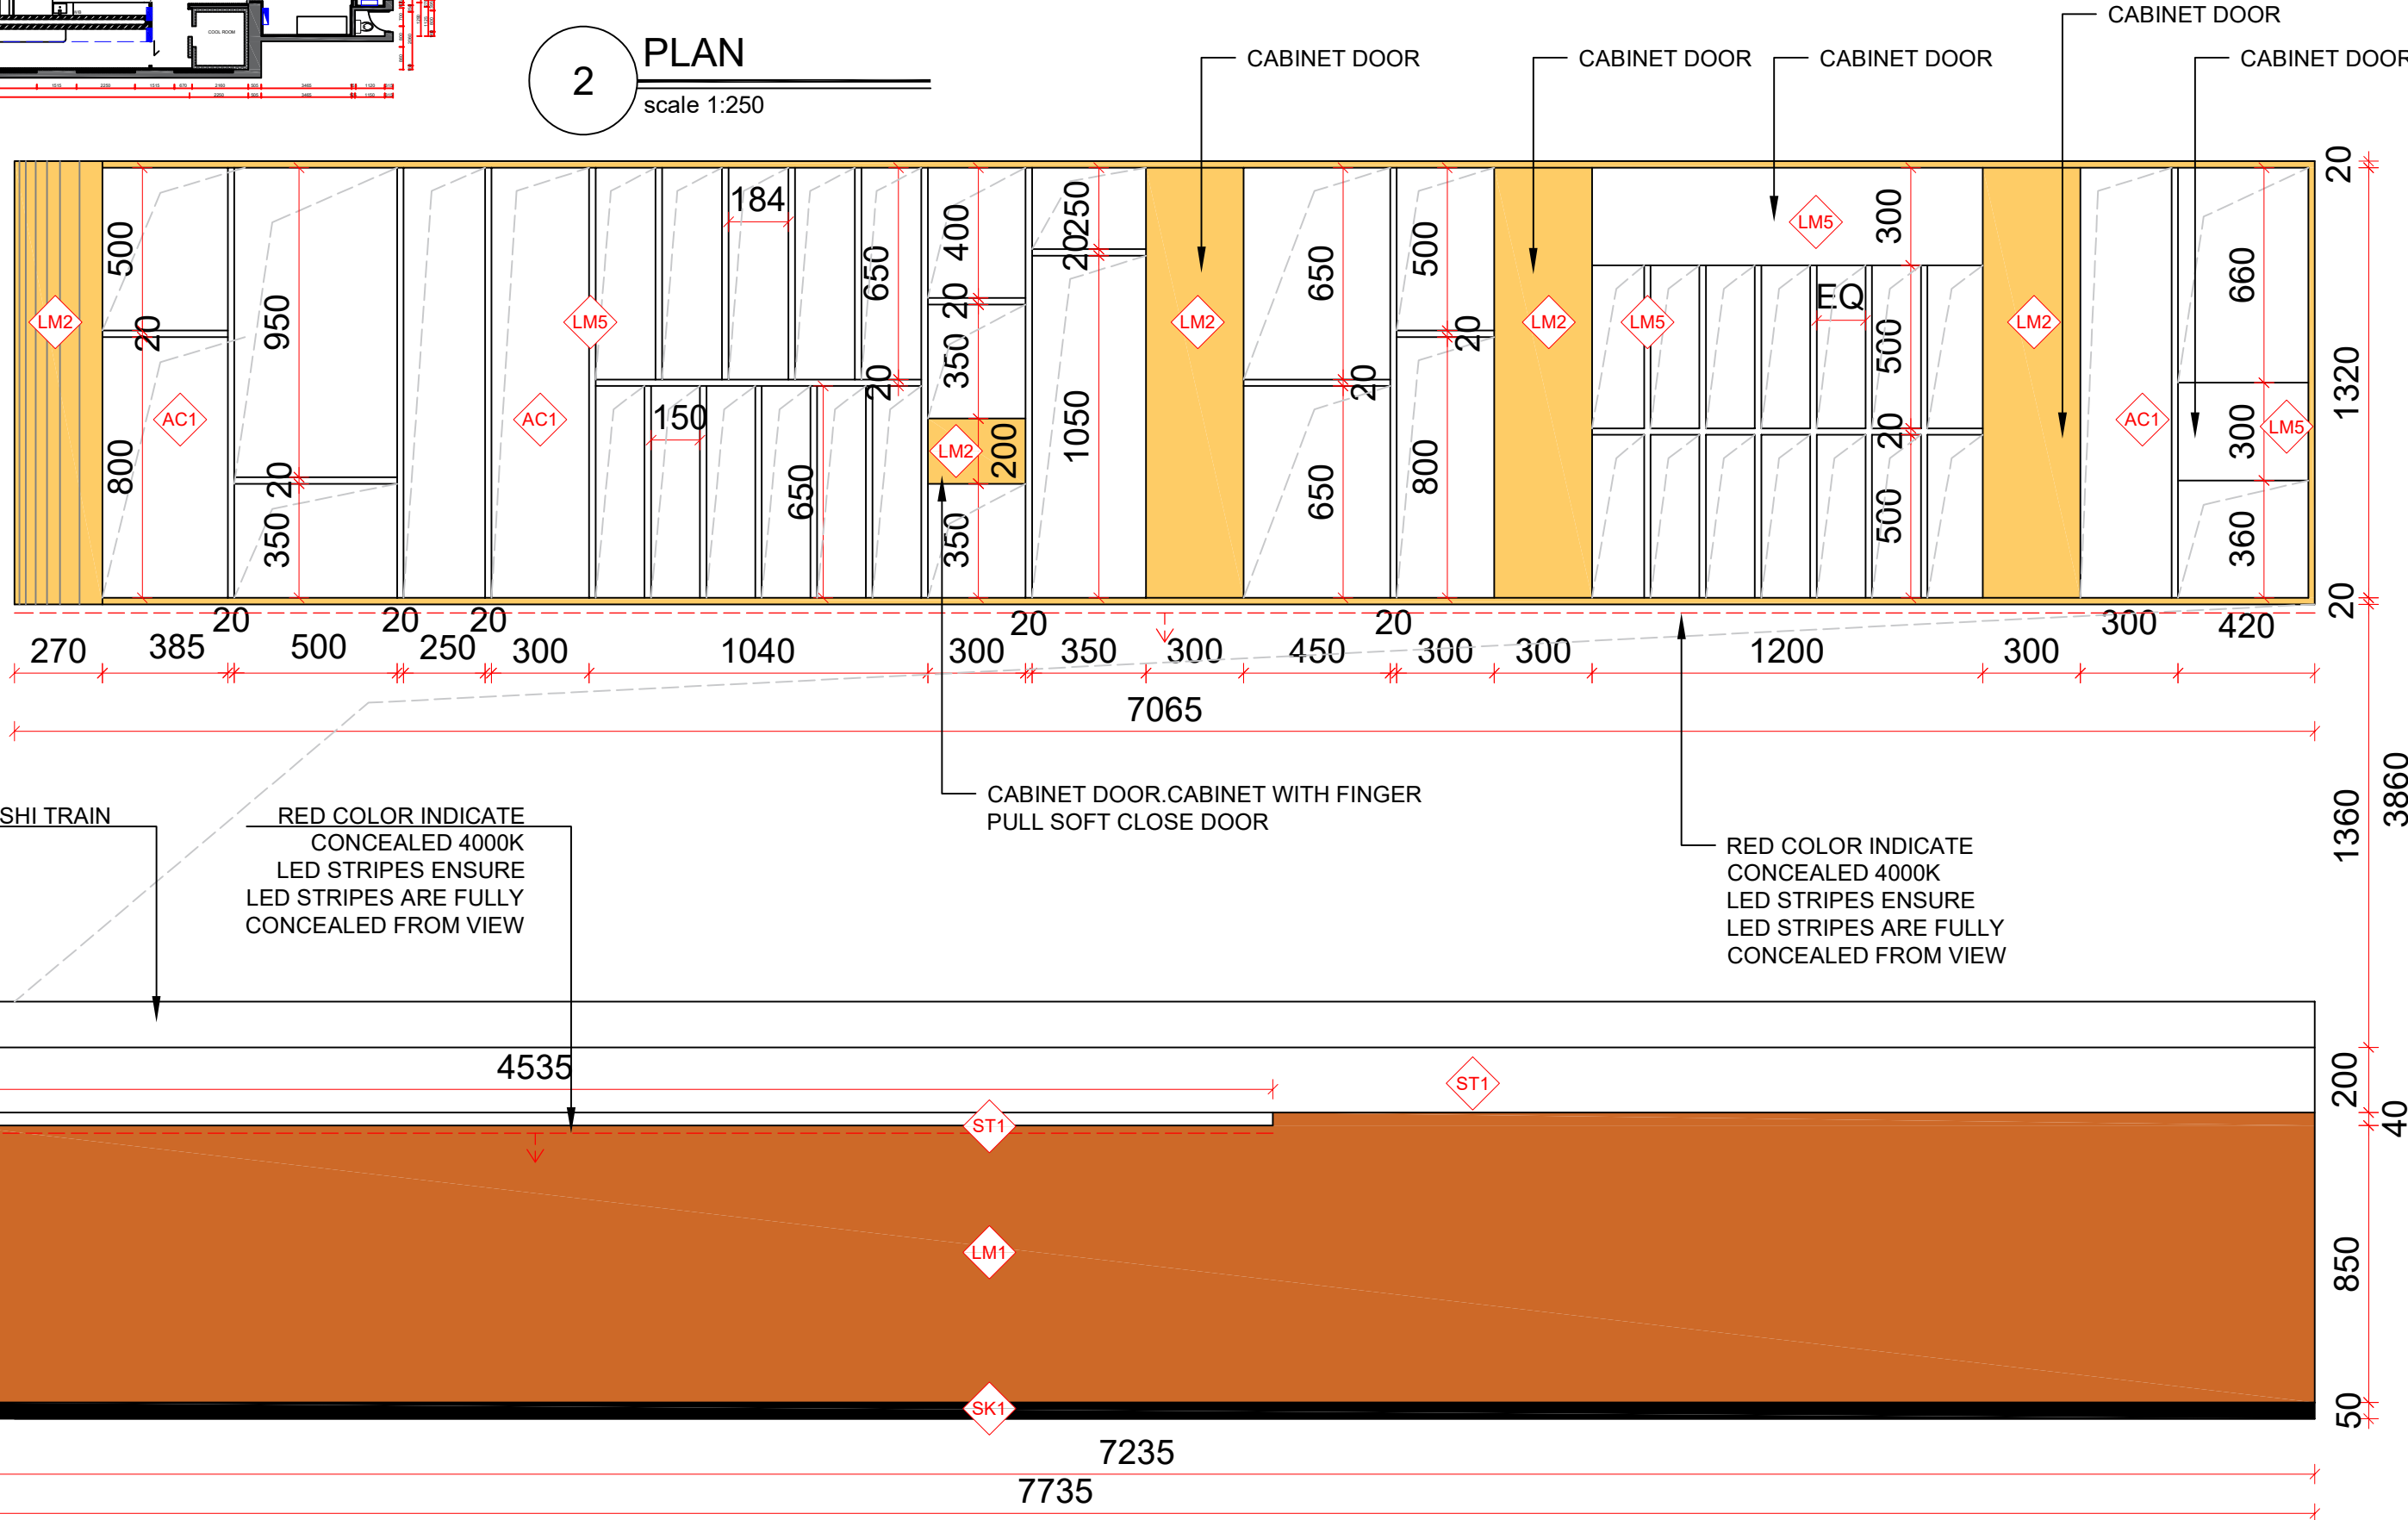 COOL ROOM
2
PLAN
scale 1:250
CABINET DOOR
CABINET DOOR
CABINET DOOR
CABINET DOOR
CABINET DOOR
500
20
800
950
20
350
184
650
20
150
650
400
20
350
200
350
250
20
1050
650
20
650
500
20
800
300
EQ
500
20
500
660
300
360
20
1320
20
LM2
AC1
AC1
LM5
LM2
LM2
LM2
LM5
LM5
LM2
AC1
LM5
20
20
20
20
20
270
385
500
250
300
1040
300
350
300
450
300
300
1200
300
300
420
7065
SHI TRAIN
RED COLOR INDICATE
CONCEALED 4000K
LED STRIPES ENSURE
LED STRIPES ARE FULLY
CONCEALED FROM VIEW
CABINET DOOR.CABINET WITH FINGER
PULL SOFT CLOSE DOOR
RED COLOR INDICATE
CONCEALED 4000K
LED STRIPES ENSURE
LED STRIPES ARE FULLY
CONCEALED FROM VIEW
1360
3860
4535
ST1
ST1
200
40
LM1
850
SK1
50
7235
7735